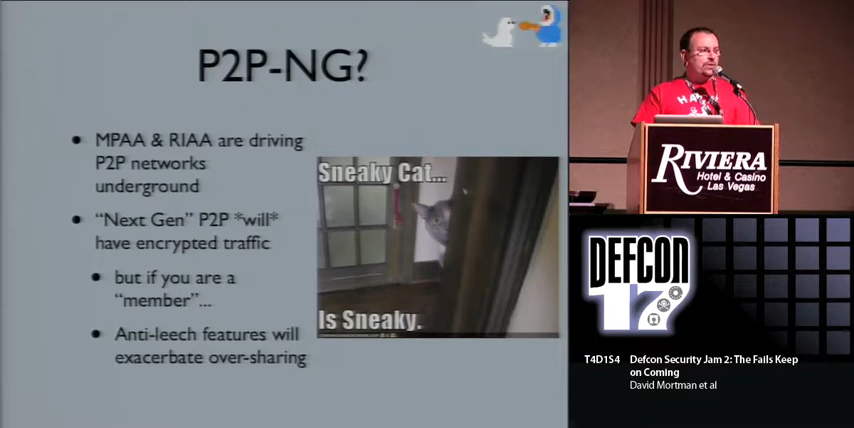 P2P-NG?
MPAA & RIAA are driving
P2P networks
underground
"Next Gen" P2P *will*
have encrypted traffic
but if you are a
"member"...
Anti-leech features will
exacerbate over-sharing
Sneaky Cat...
Is Sneaky.
HA
RIVIERA
Hotel & Casino
Las Vegas
DEFCON
17
T4D1S4 Defcon Security Jam 2: The Fails Keep
on Coming
David Mortman et al